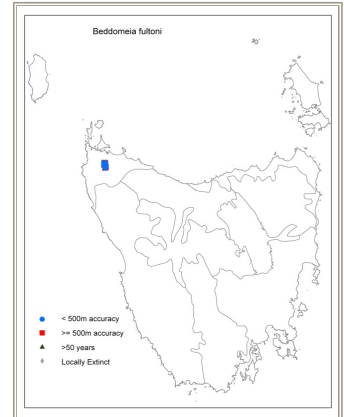 Beddomeia fultoni
< 500m accuracy
>= 500m accuracy
>50 years
Locally Extinct